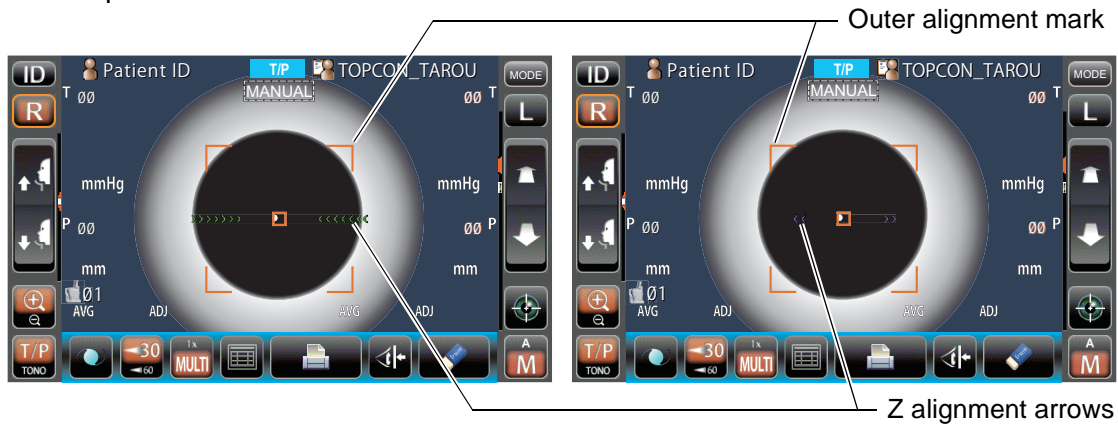 Outer alignment mark
ID Patient ID T/P TOPCON_TAROU MODE
MANUAL
R T 00 00 T L
mmHg mmHg
P 00 00 P
mm mm
01
AVG ADJ AVG ADJ
T/P TONO 30 60 1x MULTI A M
ID Patient ID T/P TOPCON_TAROU MODE
MANUAL
R T 00 00 T L
mmHg mmHg
P 00 00 P
mm mm
01
AVG ADJ AVG ADJ
T/P TONO 30 60 1x MULTI A M
Z alignment arrows